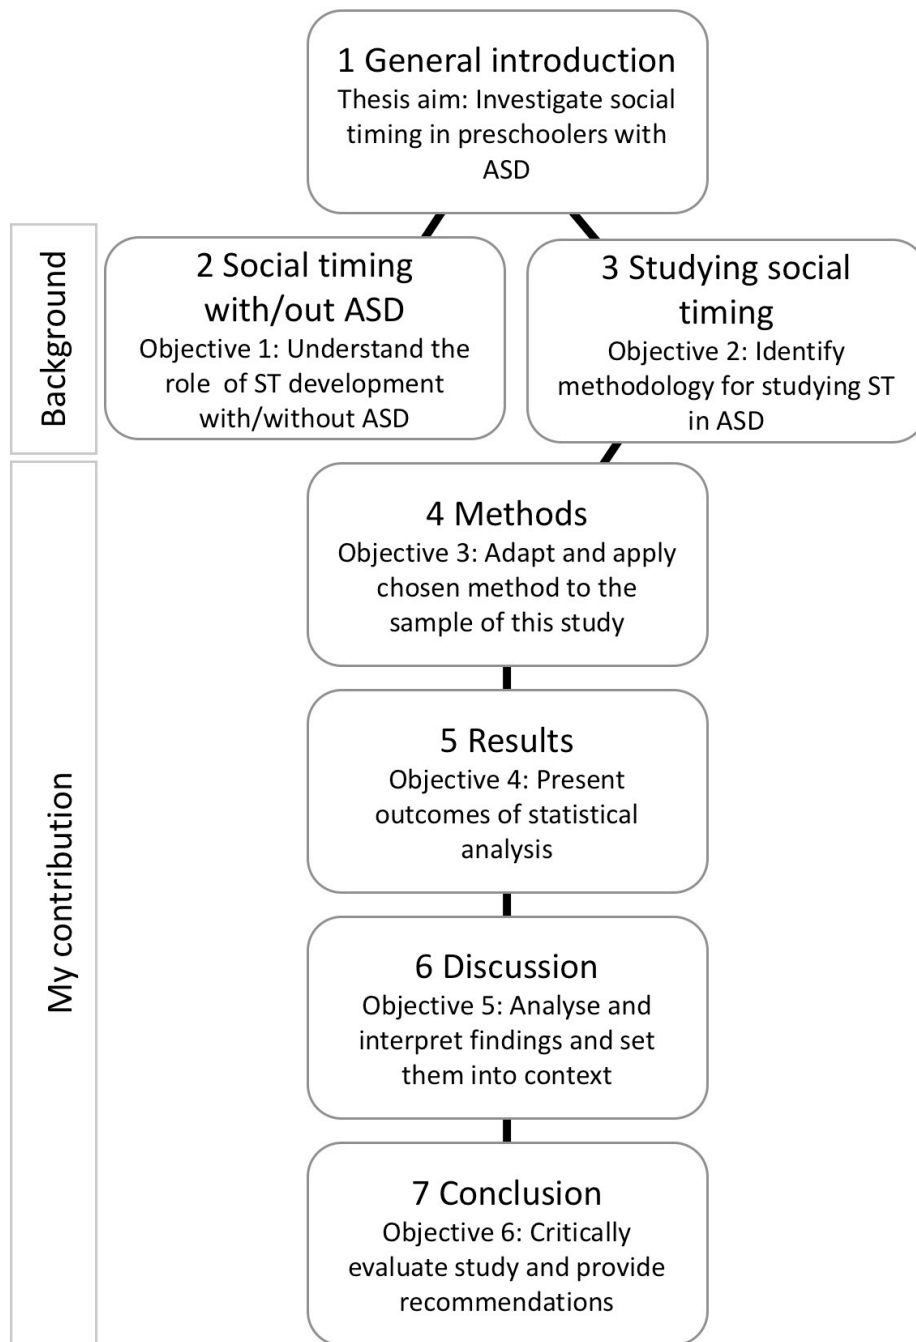 1 General introduction
Thesis aim: Investigate social
timing in preschoolers with
ASD
Background
2 Social timing
with/out ASD
Objective 1: Understand the
role of ST development
with/without ASD
3 Studying social
timing
Objective 2: Identify
methodology for studying ST
in ASD
My contribution
4 Methods
Objective 3: Adapt and apply
chosen method to the
sample of this study
5 Results
Objective 4: Present
outcomes of statistical
analysis
6 Discussion
Objective 5: Analyse and
interpret findings and set
them into context
7 Conclusion
Objective 6: Critically
evaluate study and provide
recommendations